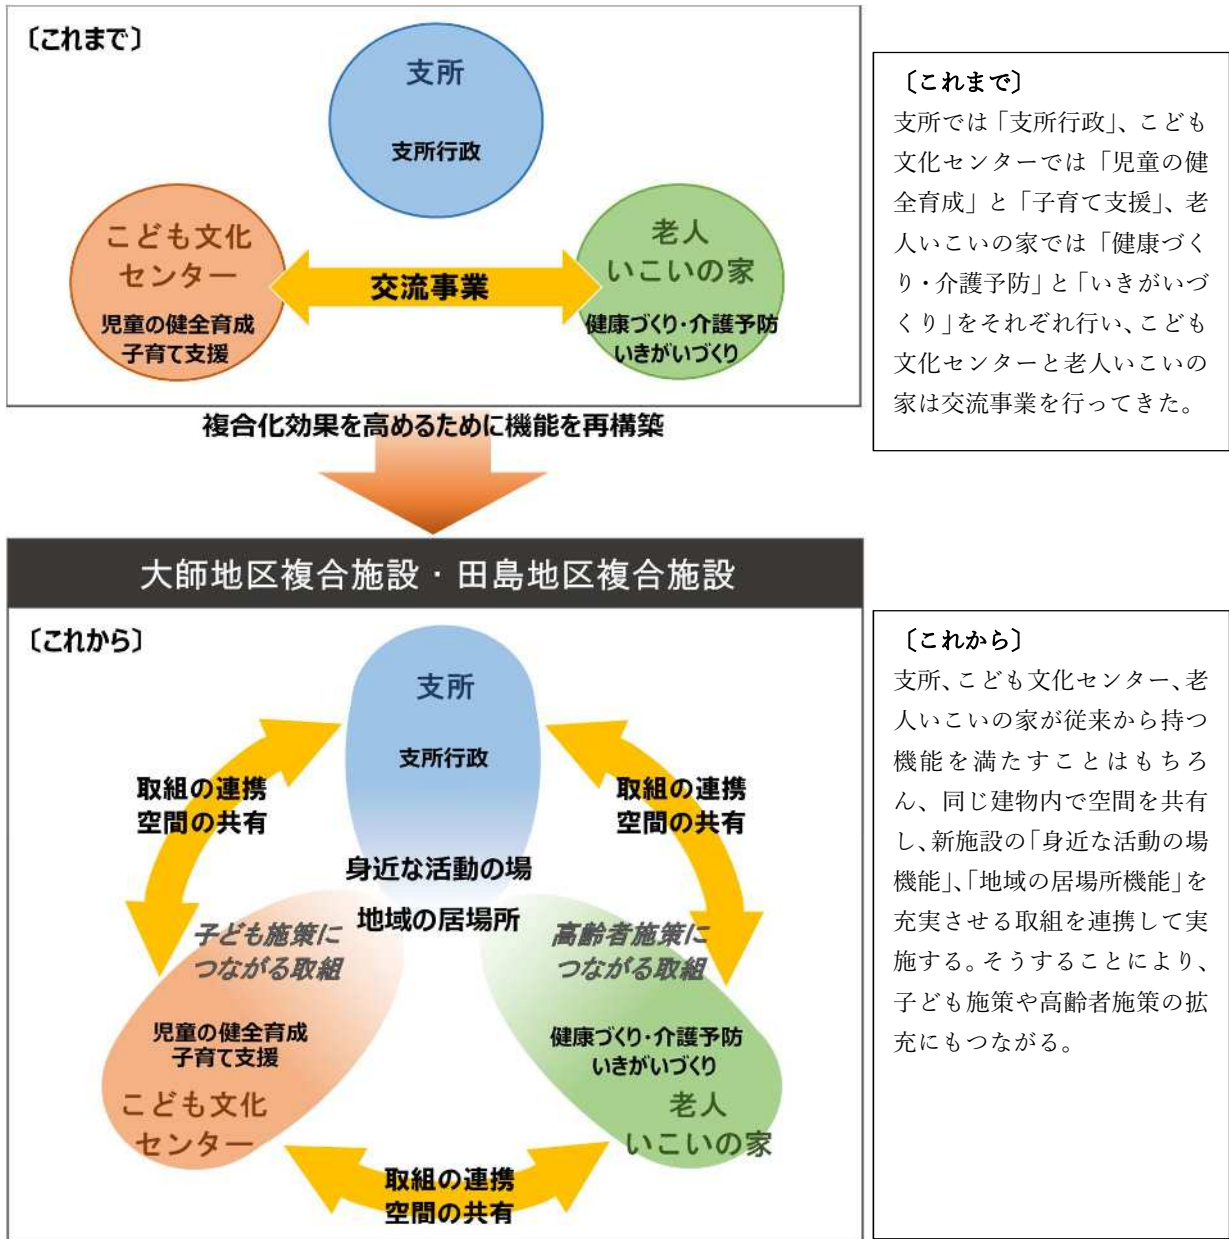 〔これまで〕
支所
支所行政
こども文化
センター
児童の健全育成
子育て支援
交流事業
老人
いこいの家
健康づくり・介護予防
いきがいづくり
〔これまで〕
支所では「支所行政」、こども
文化センターでは「児童の健
全育成」と「子育て支援」、老
人いこいの家では「健康づく
り・介護予防」と「いきがいづ
くり」をそれぞれ行い、こども
文化センターと老人いこいの
家は交流事業を行ってきた。
複合化効果を高めるために機能を再構築
大師地区複合施設・田島地区複合施設
〔これから〕
支所
支所行政
取組の連携
空間の共有
取組の連携
空間の共有
身近な活動の場
地域の居場所
子ども施策に
つながる取組
高齢者施策に
つながる取組
児童の健全育成
子育て支援
こども文化
センター
健康づくり・介護予防
いきがいづくり
老人
いこいの家
取組の連携
空間の共有
〔これから〕
支所、こども文化センター、老
人いこいの家が従来から持つ
機能を満たすことはもちろ
ん、同じ建物内で空間を共有
し、新施設の「身近な活動の場
機能」、「地域の居場所機能」を
充実させる取組を連携して実
施する。そうすることにより、
子ども施策や高齢者施策の拡
充にもつながる。